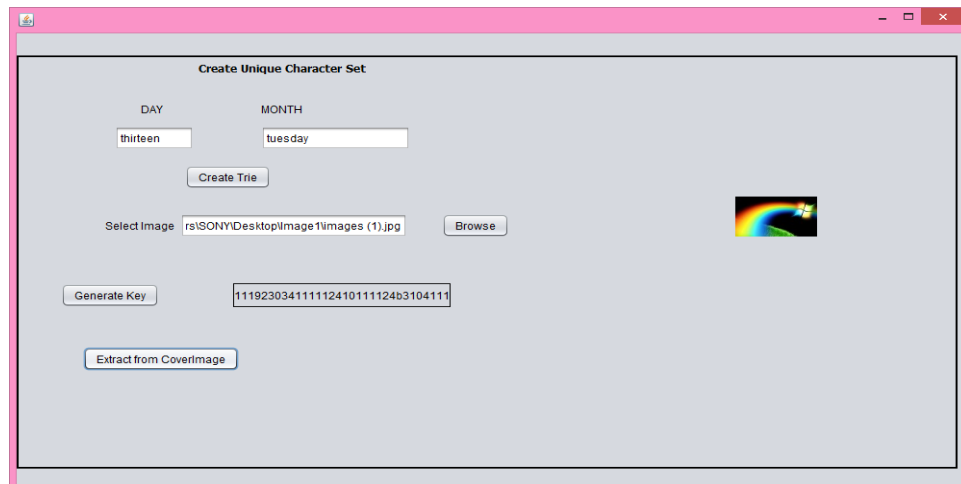 Create Unique Character Set
DAY MONTH
thirteen tuesday
Create Trie
Select Image rs\SONY\Desktop\Image1\images (1).jpg Browse
Generate Key 111923034111112410111124b3104111
Extract from CoverImage